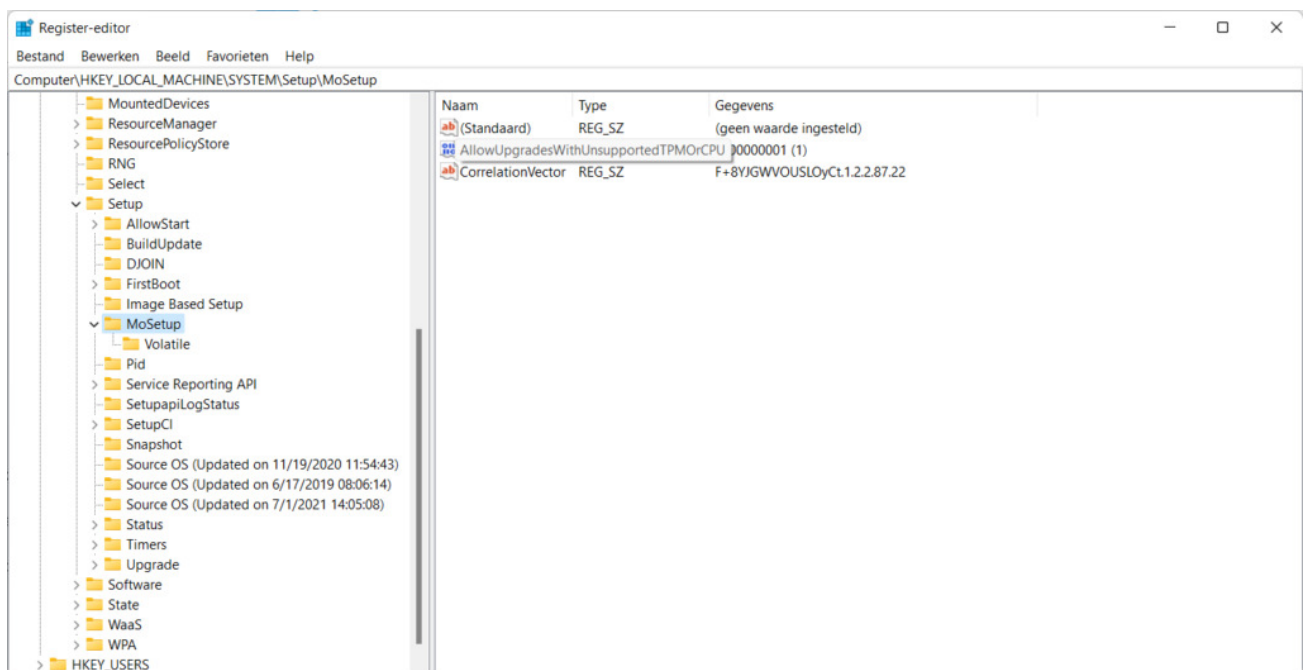 Register-editor
Bestand Bewerken Beeld Favorieten Help
Computer\HKEY_LOCAL_MACHINE\SYSTEM\Setup\MoSetup
MountedDevices
ResourceManager
ResourcePolicyStore
RNG
Select
Setup
AllowStart
BuildUpdate
DJOIN
FirstBoot
Image Based Setup
MoSetup
Volatile
Pid
Service Reporting API
SetupapiLogStatus
SetupCl
Snapshot
Source OS (Updated on 11/19/2020 11:54:43)
Source OS (Updated on 6/17/2019 08:06:14)
Source OS (Updated on 7/1/2021 14:05:08)
Status
Timers
Upgrade
Software
State
WaaS
WPA
HKEY_USERS
Naam Type Gegevens
(Standaard) REG_SZ (geen waarde ingesteld)
AllowUpgradesWithUnsupportedTPMOrCPU 00000001 (1)
CorrelationVector REG_SZ F+8YJGWVOUSLOyCt.1.2.2.87.22